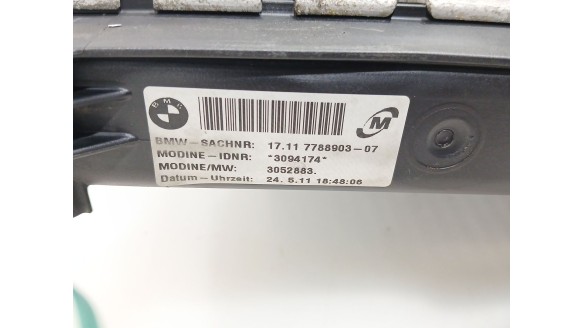 BMW
BMW-SACHNR: 17.11 7788903-07
MODINE-IDNR: *3094174*
MODINE/MW: 3052883.
Datum-Uhrzeit: 24. 5.11 18:48:06